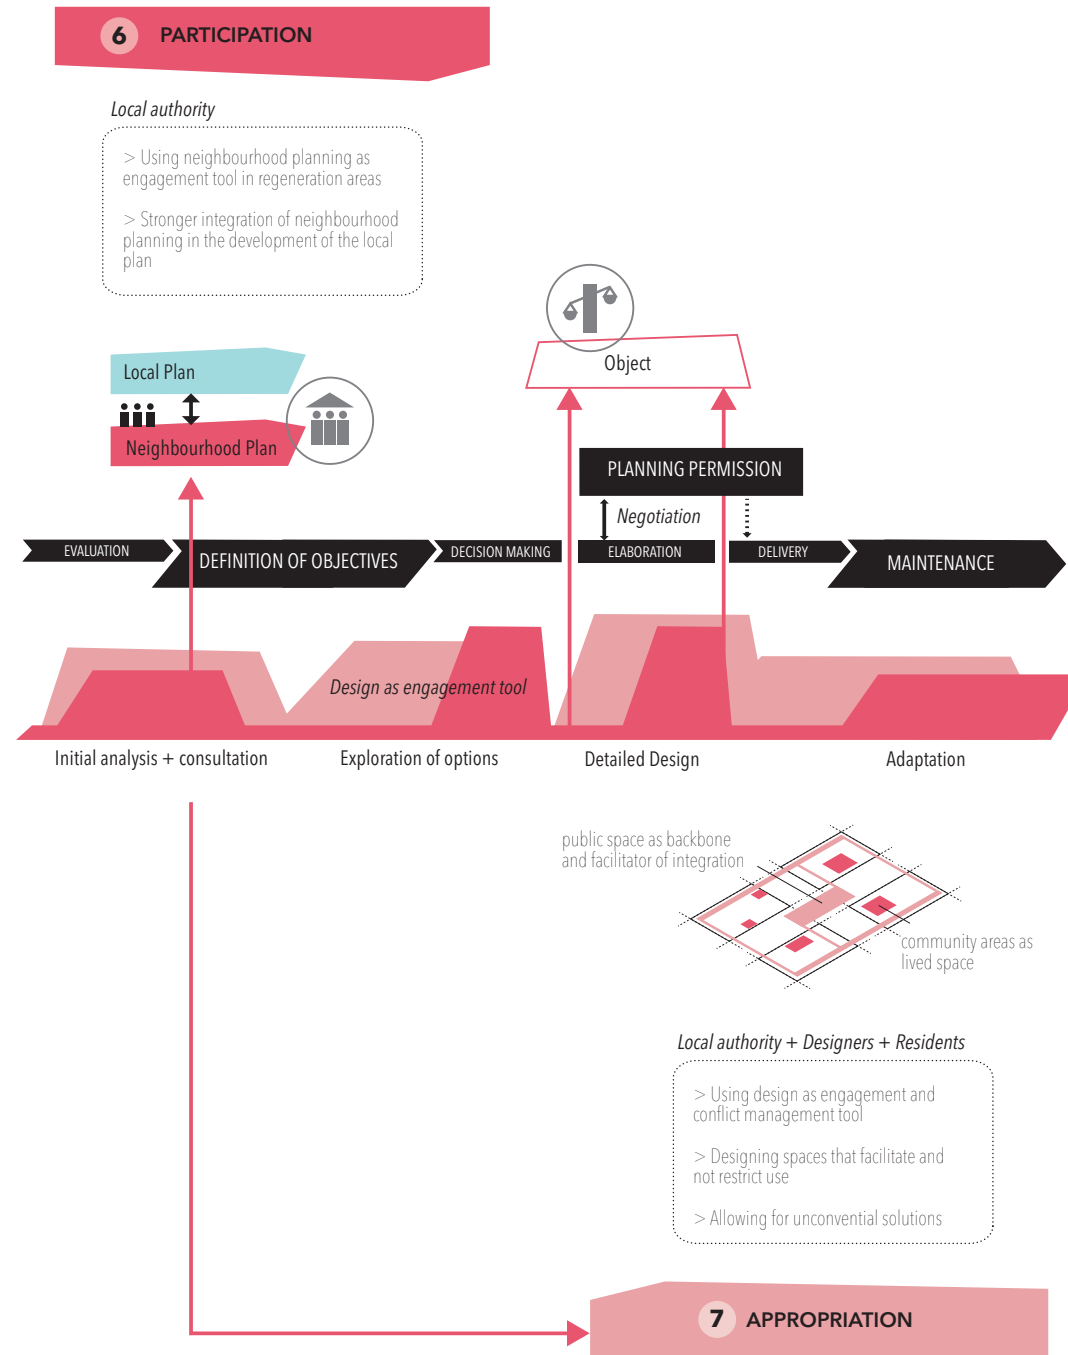 6 PARTICIPATION
Local authority
> Using neighbourhood planning as
engagement tool in regeneration areas
> Stronger integration of neighbourhood
planning in the development of the local
plan
Object
Local Plan
Neighbourhood Plan
PLANNING PERMISSION
Negotiation
EVALUATION
DEFINITION OF OBJECTIVES
DECISION MAKING
ELABORATION
DELIVERY
MAINTENANCE
Design as engagement tool
Initial analysis + consultation
Exploration of options
Detailed Design
Adaptation
public space as backbone
and facilitator of integration
community areas as
lived space
Local authority + Designers + Residents
> Using design as engagement and
conflict management tool
> Designing spaces that facilitate and
not restrict use
> Allowing for unconvential solutions
7 APPROPRIATION